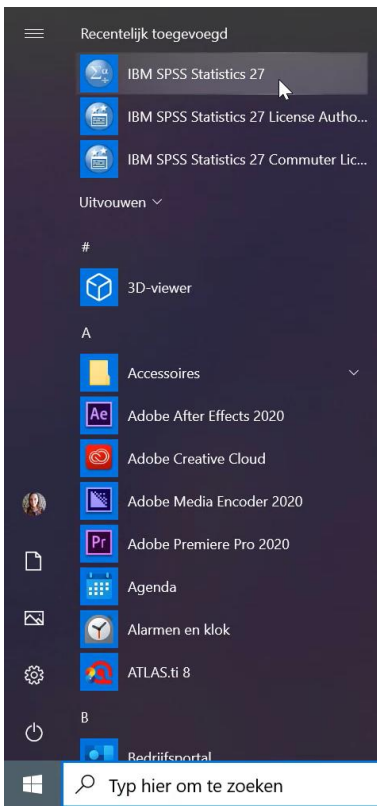 Recentelijk toegevoegd
IBM SPSS Statistics 27
IBM SPSS Statistics 27 License Autho...
IBM SPSS Statistics 27 Commuter Lic...
Uitvouwen
#
3D-viewer
A
Accessoires
Ae Adobe After Effects 2020
Adobe Creative Cloud
Adobe Media Encoder 2020
Pr Adobe Premiere Pro 2020
Agenda
Alarmen en klok
ATLAS.ti 8
B
Bedrijfsportal
Typ hier om te zoeken